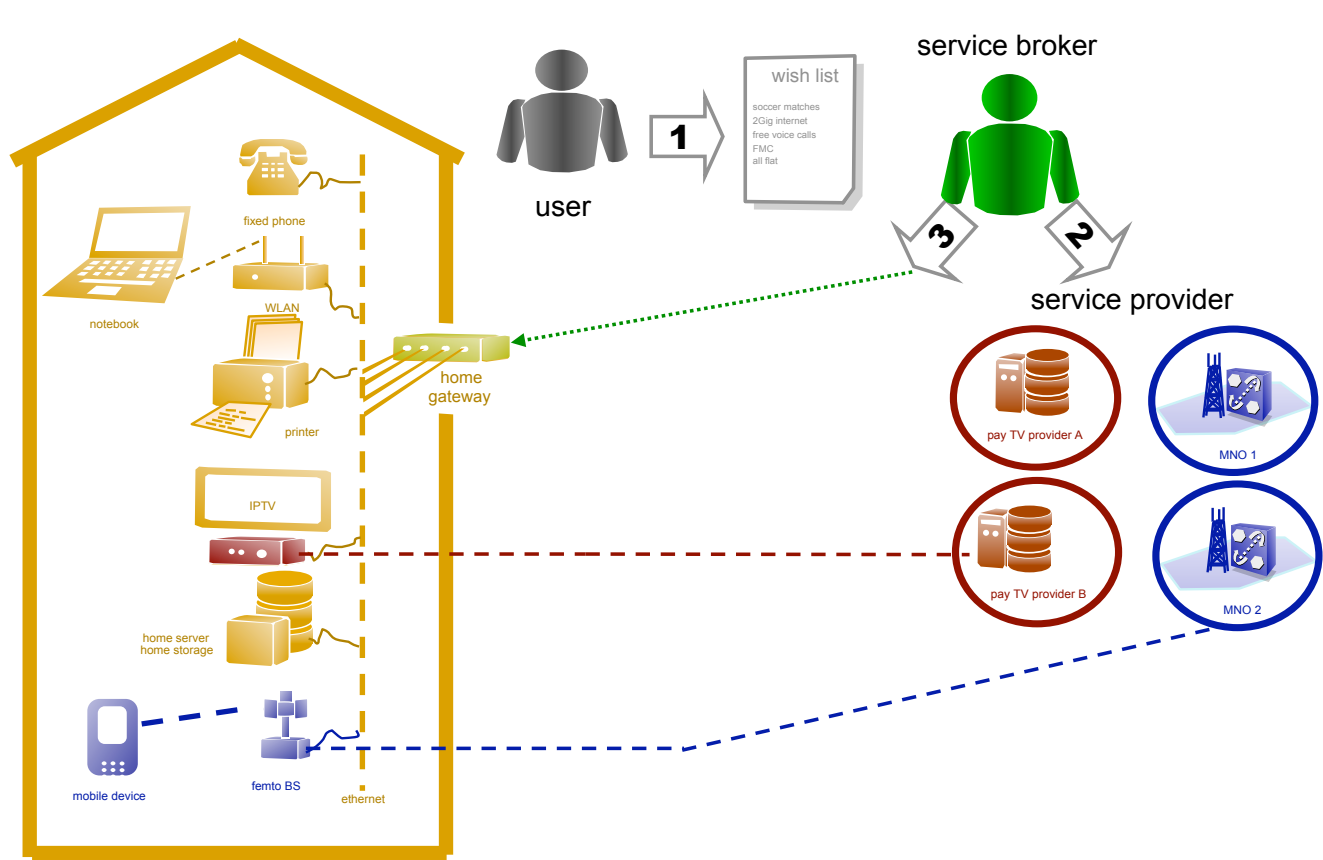 service broker
wish list
soccer matches
2Gig internet
free voice calls
FMC
all flat
1
user
3
2
service provider
fixed phone
notebook
WLAN
home
gateway
printer
pay TV provider A
MNO 1
IPTV
pay TV provider B
MNO 2
home server
home storage
mobile device
femto BS
ethernet